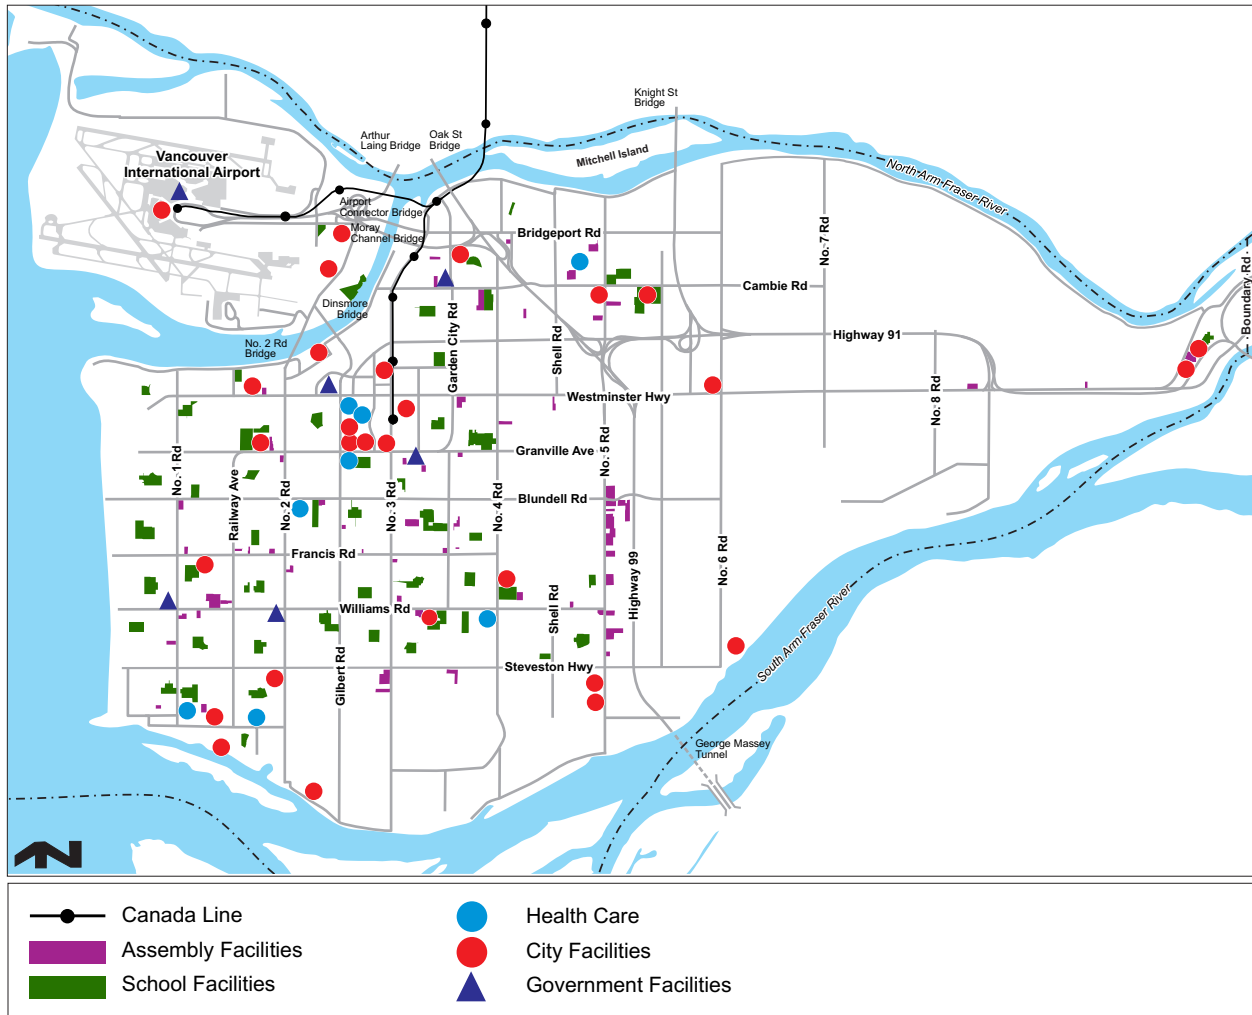 Knight St
Bridge
Arthur
Laing Bridge
Oak St
Bridge
Mitchell Island
Vancouver
International Airport
North Arm Fraser River
Airport
Connector Bridge
Moray
Channel Bridge
Bridgeport Rd
No. 7 Rd
Boundary Rd
Cambie Rd
Dinsmore
Bridge
Garden City Rd
Shell Rd
Highway 91
No. 2 Rd
Bridge
Westminster Hwy
No. 8 Rd
No. 1 Rd
Granville Ave
No. 5 Rd
Railway Ave
No. 2 Rd
No. 3 Rd
No. 4 Rd
Blundell Rd
Francis Rd
Highway 99
No. 6 Rd
Williams Rd
Shell Rd
South Arm Fraser River
Gilbert Rd
Steveston Hwy
George Massey
Tunnel
N
Canada Line
Assembly Facilities
School Facilities
Health Care
City Facilities
Government Facilities